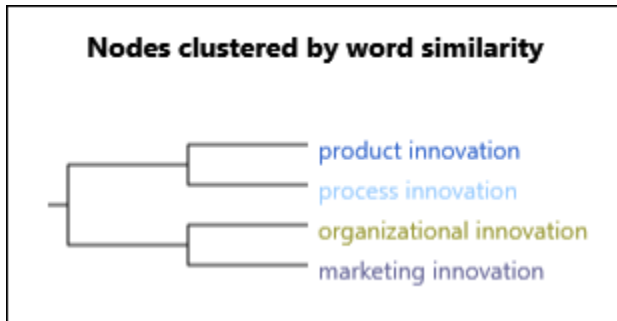 Nodes clustered by word similarity
product innovation
process innovation
organizational innovation
marketing innovation